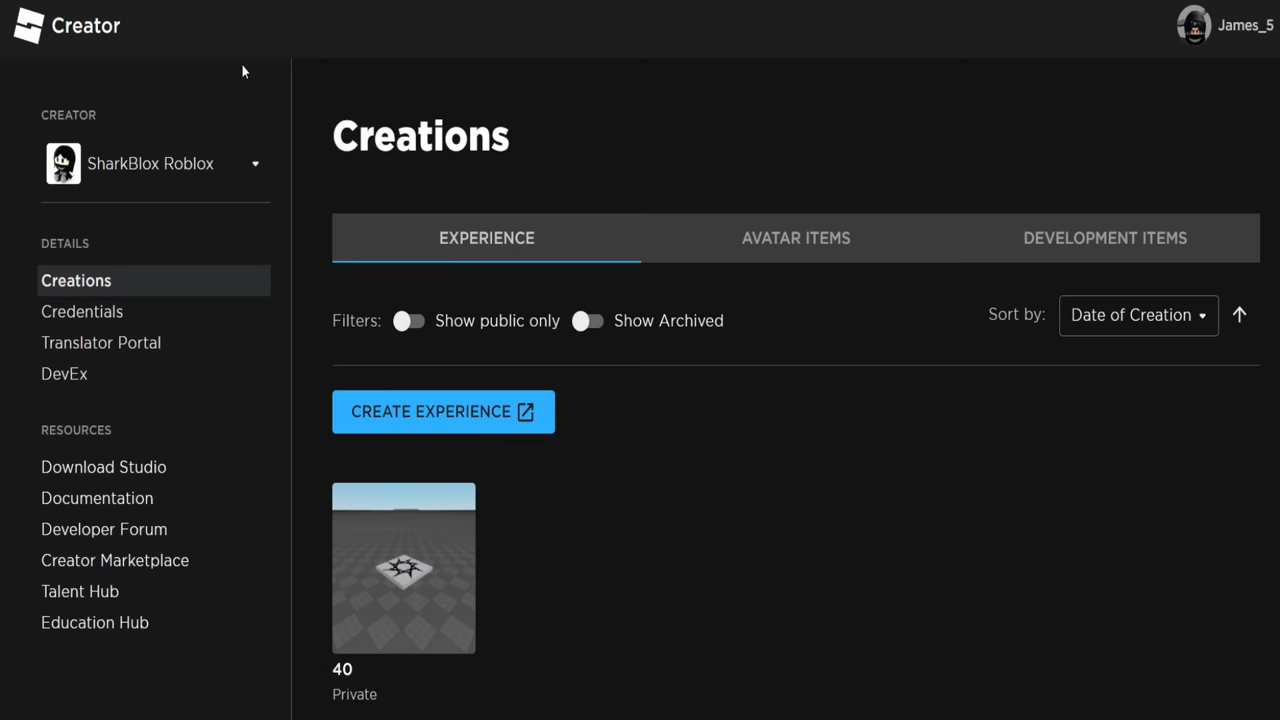 Creator
James_5
CREATOR
SharkBlox Roblox
DETAILS
Creations
Credentials
Translator Portal
DevEx
RESOURCES
Download Studio
Documentation
Developer Forum
Creator Marketplace
Talent Hub
Education Hub
Creations
EXPERIENCE AVATAR ITEMS DEVELOPMENT ITEMS
Filters: Show public only Show Archived Sort by: Date of Creation
CREATE EXPERIENCE
40
Private